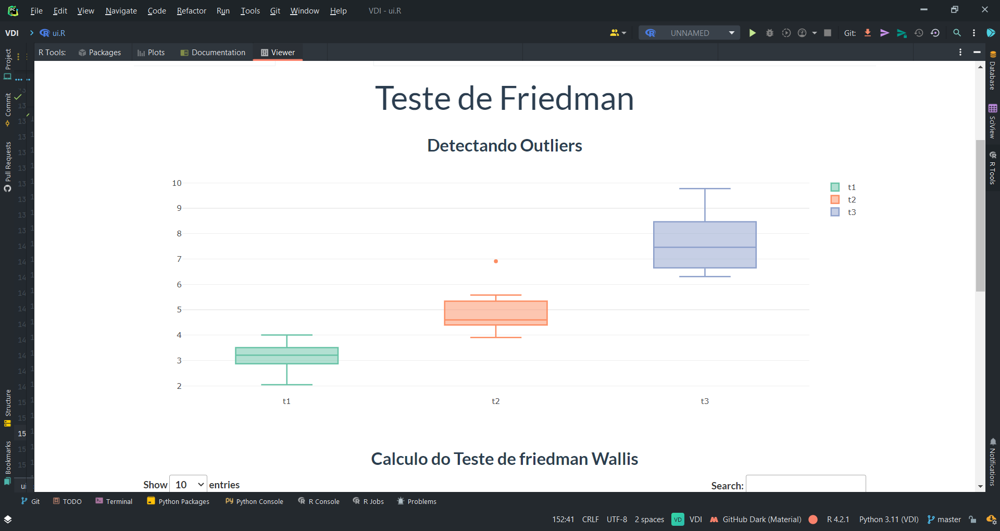 File Edit View Navigate Code Refactor Run Tools Git Window Help VDI - ui.R
VDI ui.R UNNAMED Git:
R Tools: Packages Plots Documentation Viewer
Project
Commit
Pull Requests
Structure
Bookmarks
Teste de Friedman
Detectando Outliers
10
9
8
7
6
5
4
3
2
t1 t2 t3
t1
t2
t3
Calculo do Teste de friedman Wallis
Show 10 entries Search:
Database
SciView
R Tools
Notifications
ui
Git TODO Terminal Python Packages Python Console R Console R Jobs Problems
152:41 CRLF UTF-8 2 spaces VD VDI GitHub Dark (Material) R 4.2.1 Python 3.11 (VDI) master